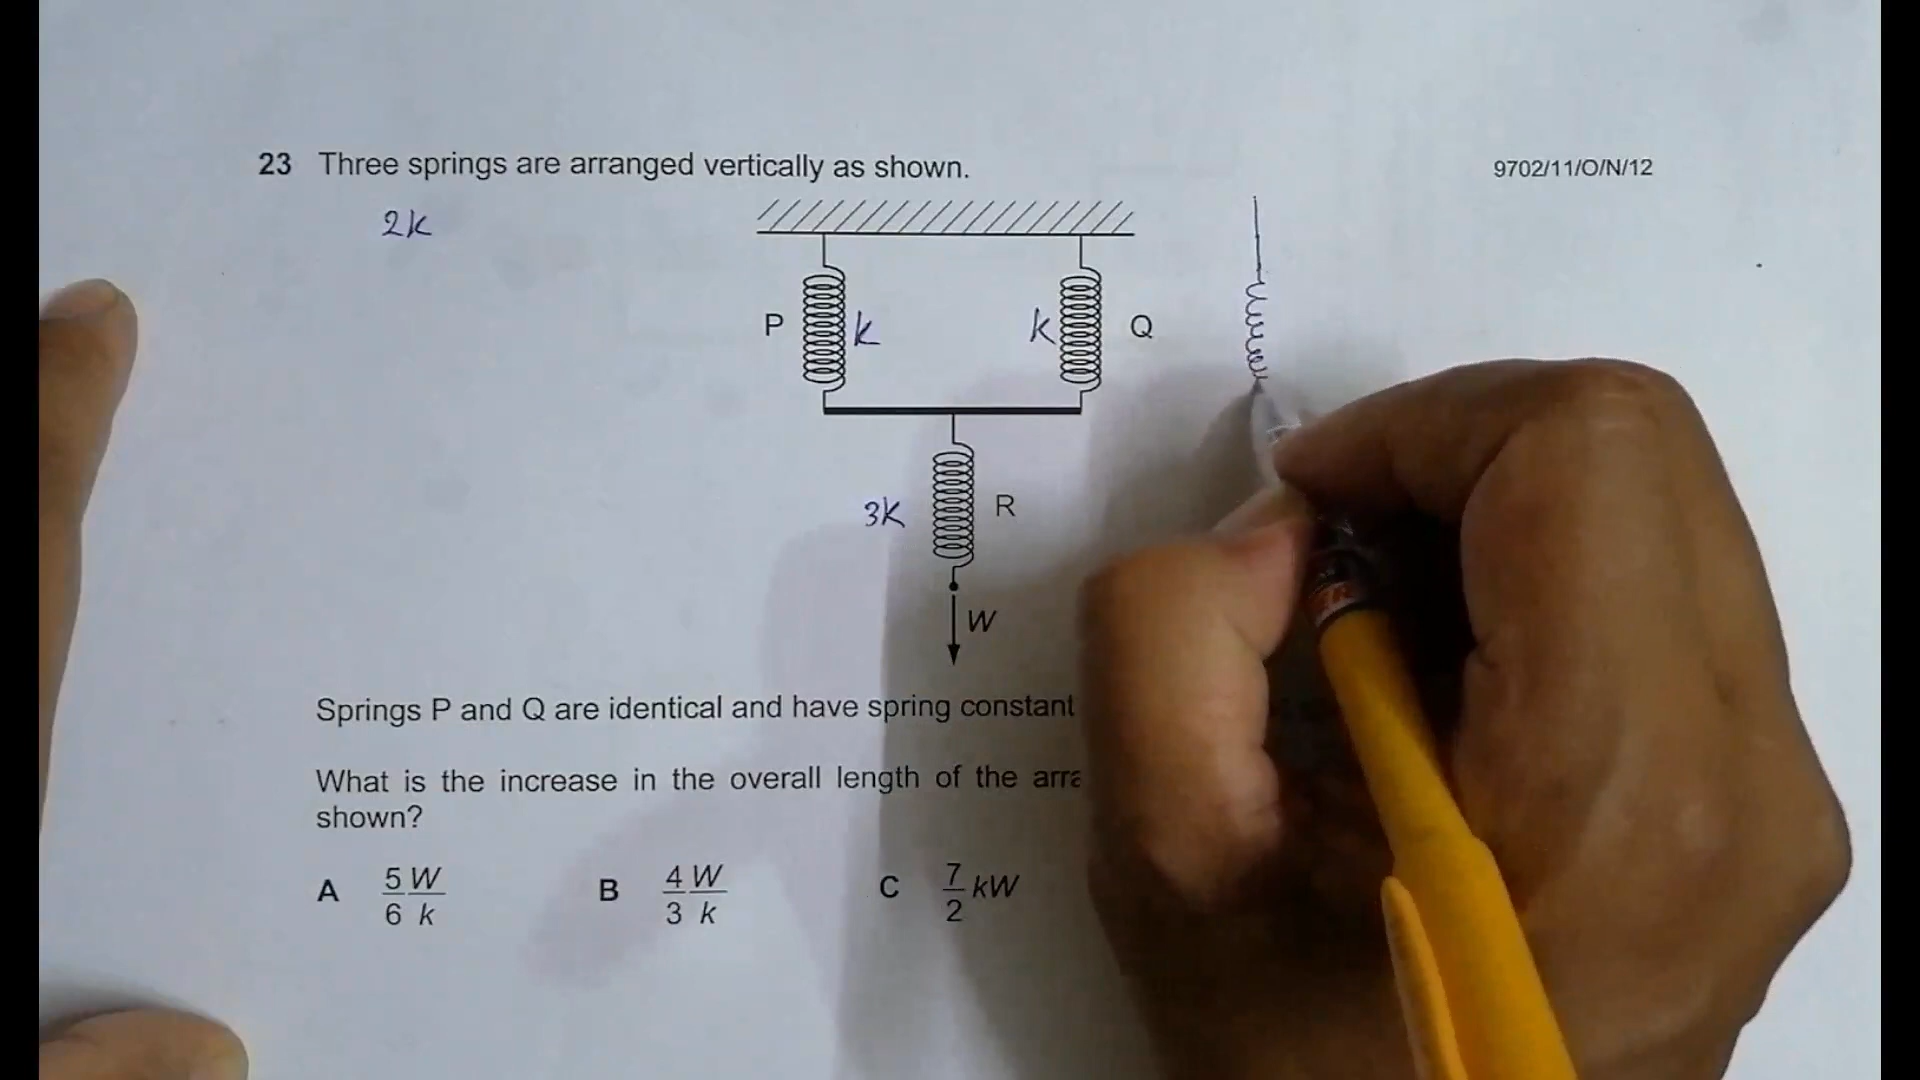 23 Three springs are arranged vertically as shown.
9702/11/O/N/12
2k
P k k Q
3k R
W
Springs P and Q are identical and have spring constant
What is the increase in the overall length of the
shown?
A 5/6 W/k B 4/3 W/k C 7/2 kW